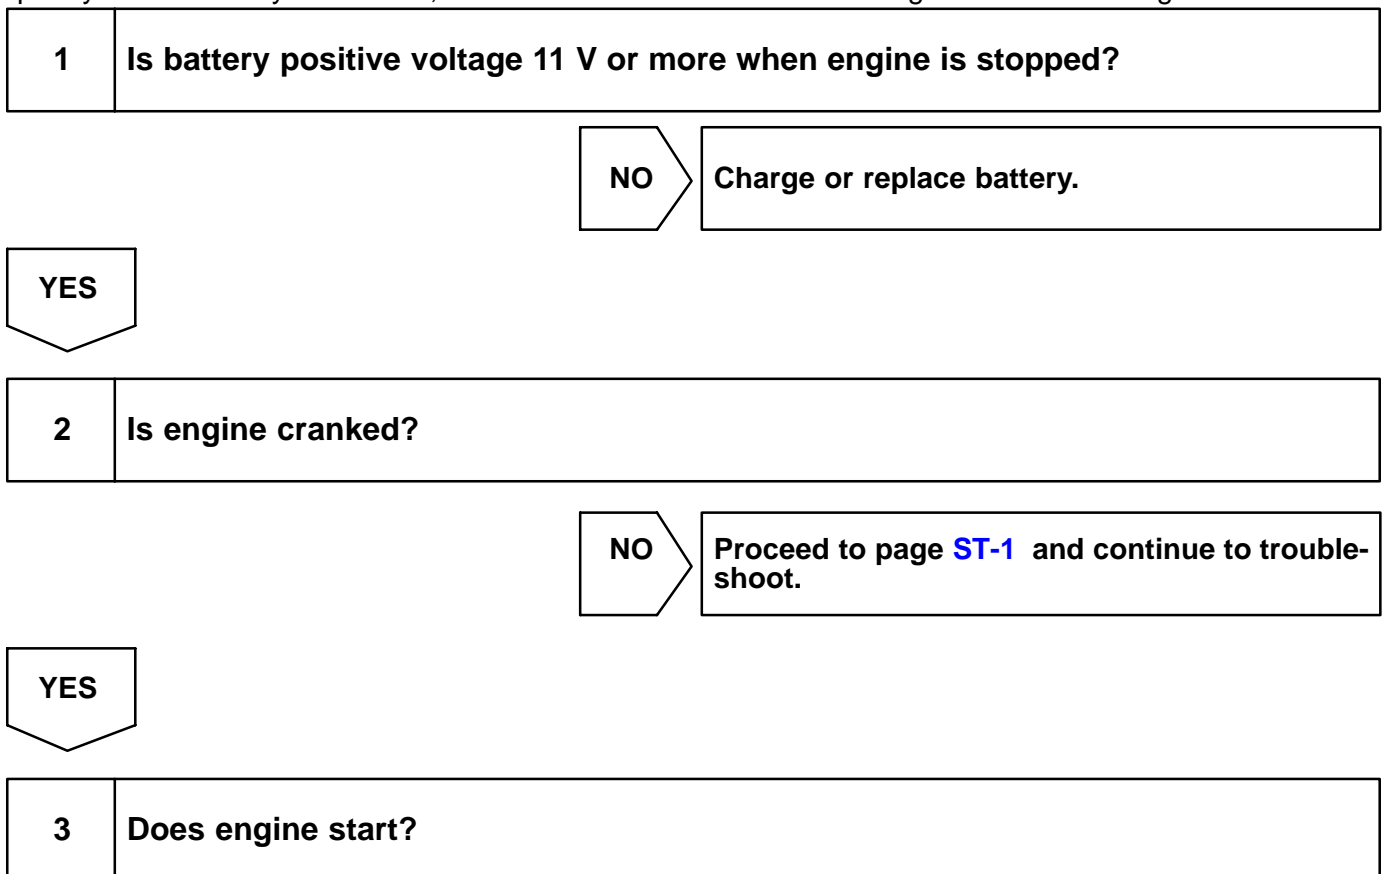 1
Is battery positive voltage 11 V or more when engine is stopped?
NO
Charge or replace battery.
YES
2
Is engine cranked?
NO
Proceed to page ST-1 and continue to trouble-
shoot.
YES
3
Does engine start?